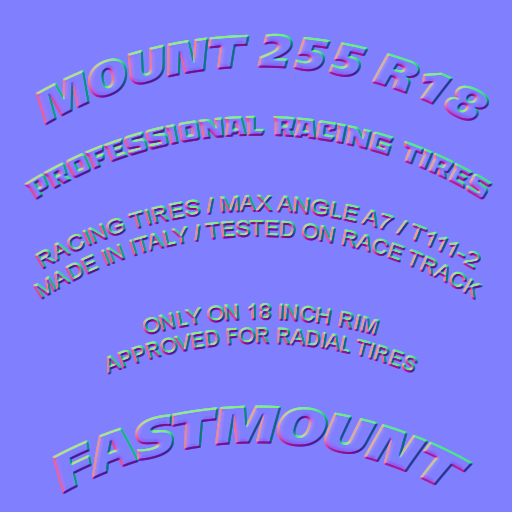 MOUNT 255 R18
PROFESSIONAL RACING TIRES
RACING TIRES / MAX ANGLE A7 / T111-2
MADE IN ITALY / TESTED ON RACE TRACK
ONLY ON 18 INCH RIM
APPROVED FOR RADIAL TIRES
FASTMOUNT